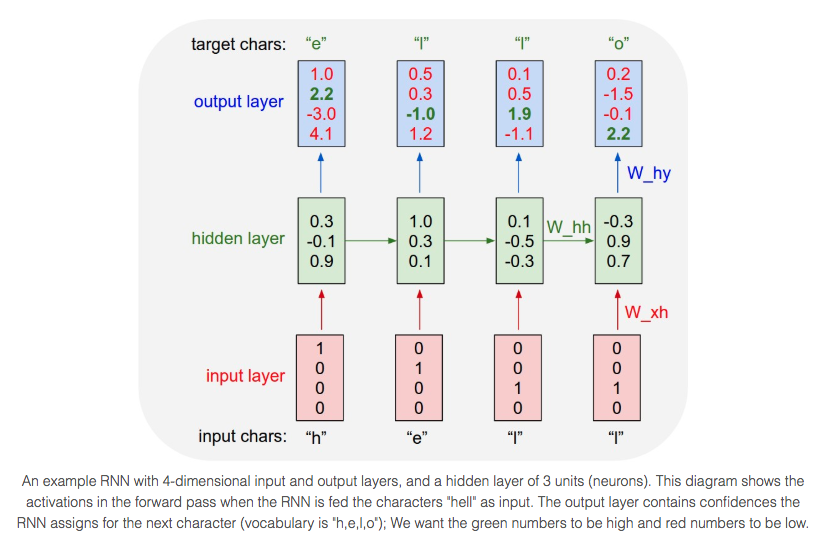 target chars: “e” “l” “l” “o”
1.0 0.5 0.1 0.2
output layer 2.2 0.3 0.5 -1.5
-3.0 -1.0 1.9 -0.1
4.1 1.2 -1.1 2.2
W_hy
0.3 1.0 0.1 -0.3
hidden layer -0.1 0.3 -0.5 W_hh 0.9
0.9 0.1 -0.3 0.7
W_xh
1 0 0 0
0 1 0 0
input layer 0 0 1 1
0 0 0 0
input chars: “h” “e” “l” “l”
An example RNN with 4-dimensional input and output layers, and a hidden layer of 3 units (neurons). This diagram shows the
activations in the forward pass when the RNN is fed the characters "hell" as input. The output layer contains confidences the
RNN assigns for the next character (vocabulary is "h,e,l,o"); We want the green numbers to be high and red numbers to be low.